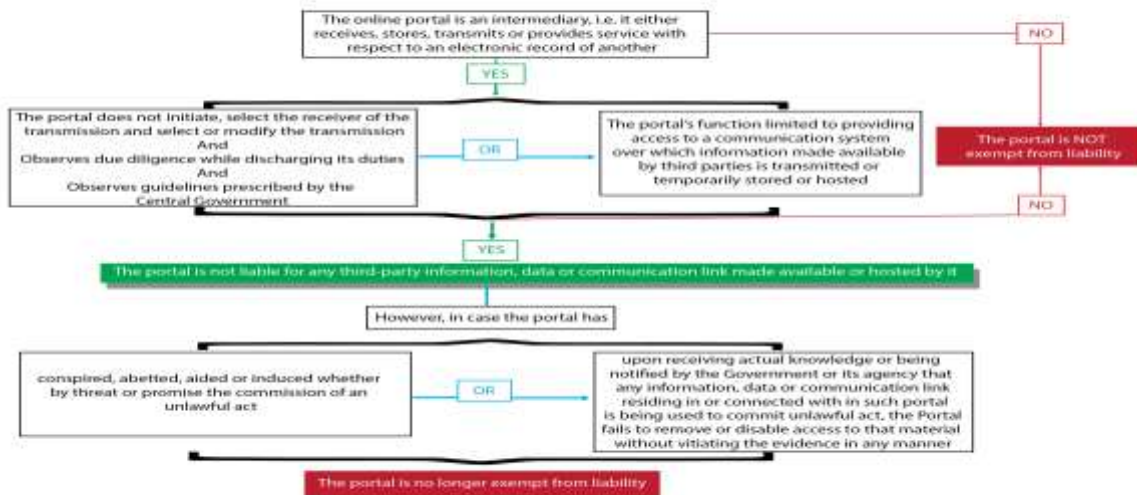 The online portal is an intermediary, i.e. it either
receives, stores, transmits or provides service with
respect to an electronic record of another
NO
YES
The portal does not initiate, select the receiver of the
transmission and select or modify the transmission
And
Observes due diligence while discharging its duties
And
Observes guidelines prescribed by the
Central Government
OR
The portal's function limited to providing
access to a communication system
over which information made available
by third parties is transmitted or
temporarily stored or hosted
The portal is NOT
exempt from liability
NO
YES
The portal is not liable for any third-party information, data or communication link made available or hosted by it
However, in case the portal has
conspired, abetted, aided or induced whether
by threat or promise the commission of an
unlawful act
OR
upon receiving actual knowledge or being
notified by the Government or its agency that
any information, data or communication link
residing in or connected with in such portal
is being used to commit unlawful act, the Portal
fails to remove or disable access to that material
without vitiating the evidence in any manner
The portal is no longer exempt from liability